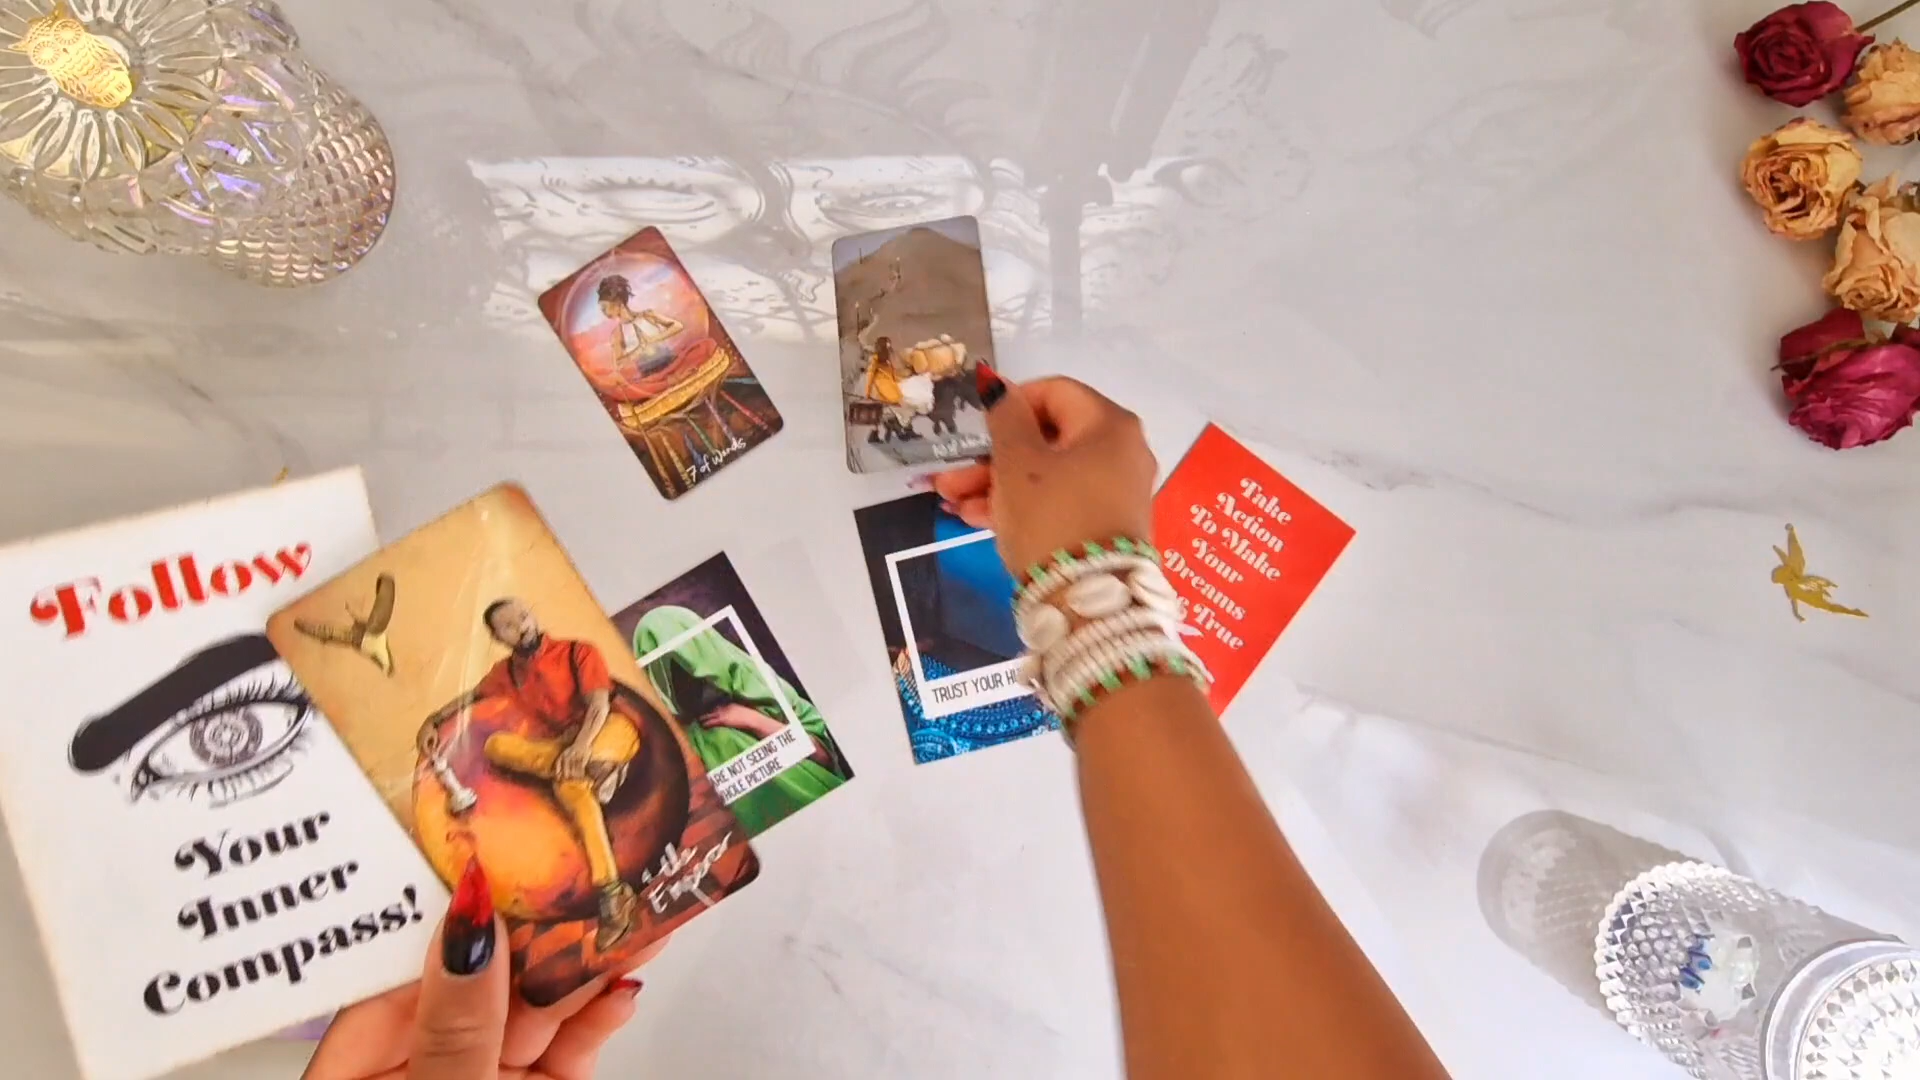 7 of Wands
Follow
Your
Inner
Compass!
the
Emperor
ARE NOT SEEING THE
WHOLE PICTURE
TRUST YOUR
Take
Action
To Make
Your
Dreams
True